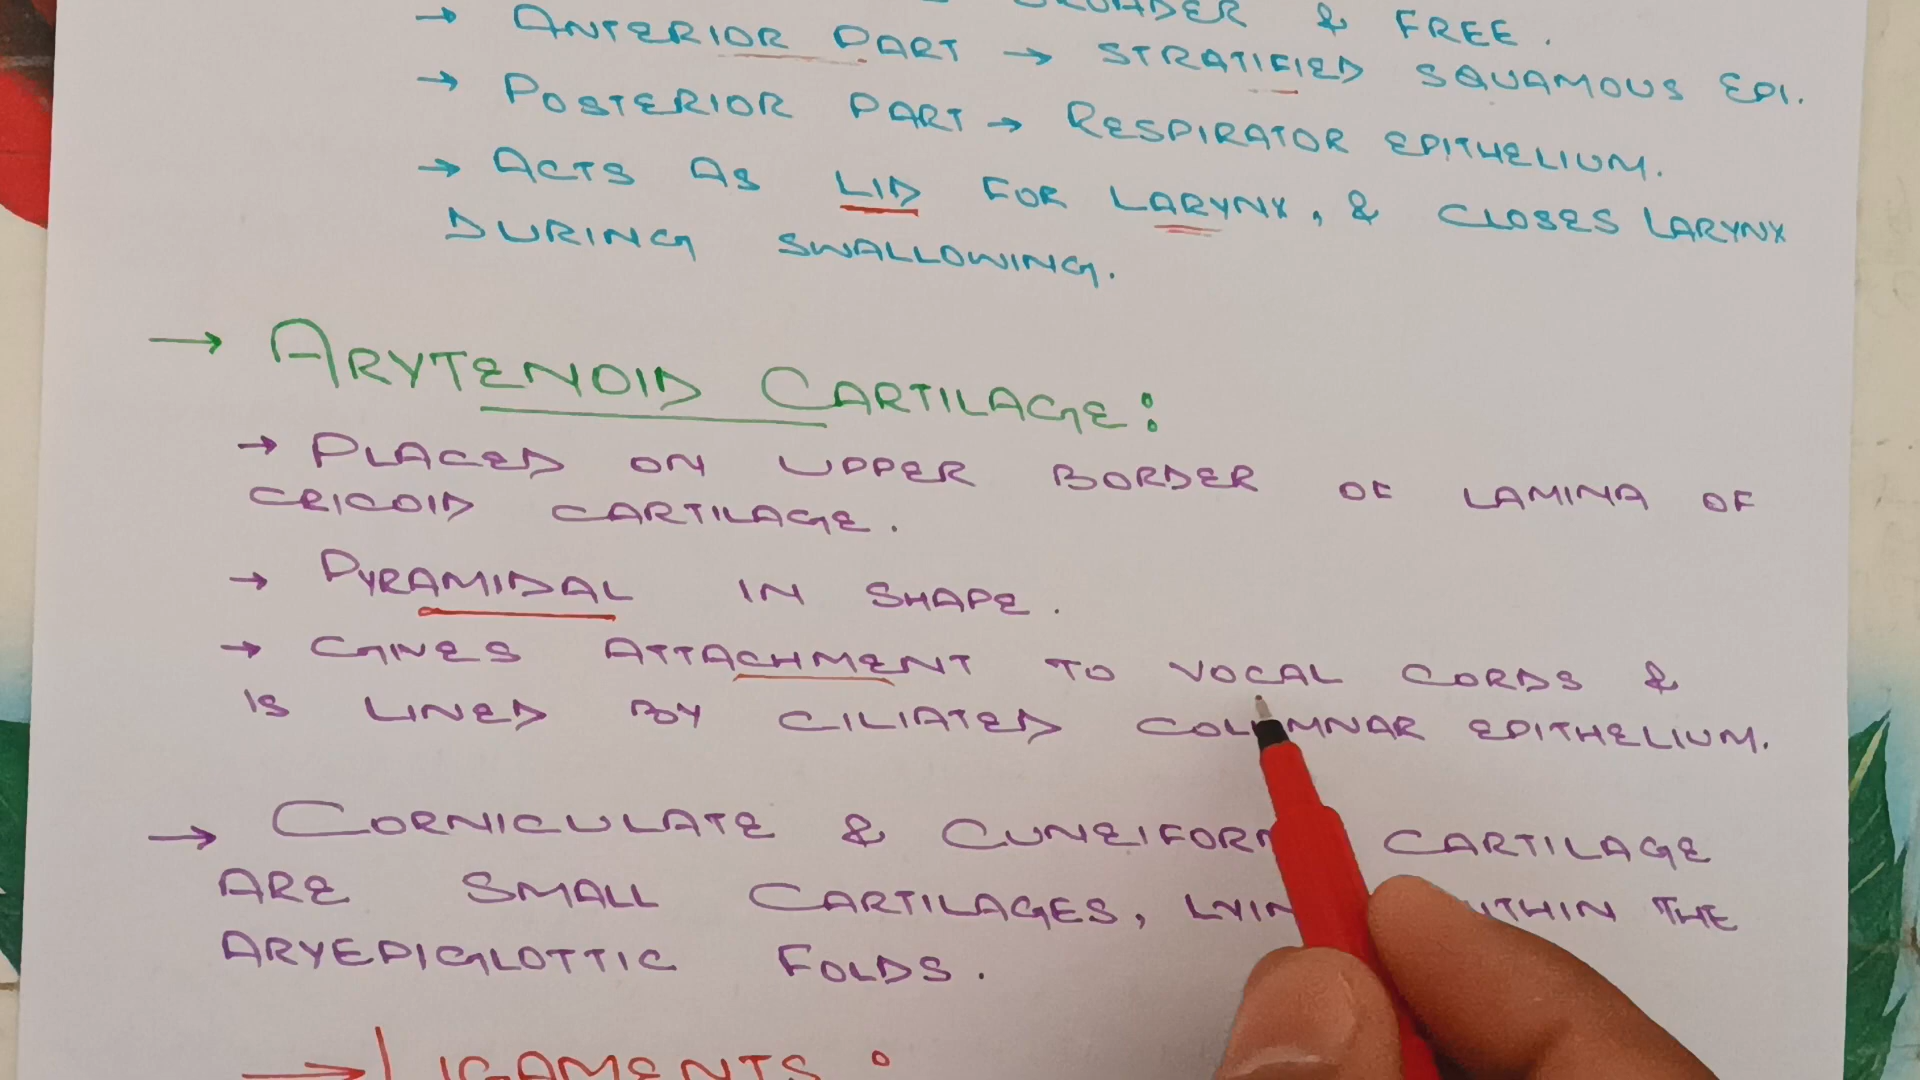 BROADER & FREE.
→ ANTERIOR PART → STRATIFIED SQUAMOUS EPI.
→ POSTERIOR PART → RESPIRATOR EPITHELIUM.
→ ACTS AS LID FOR LARYNX, & CLOSES LARYNX
DURING SWALLOWING.
→ ARYTENOID CARTILAGE:
→ PLACED ON UPPER BORDER OF LAMINA OF
CRICOID CARTILAGE.
→ PYRAMIDAL IN SHAPE.
→ GIVES ATTACHMENT TO VOCAL CORDS &
IS LINED BY CILIATED COLUMNAR EPITHELIUM.
→ CORNICULATE & CUNEIFORM CARTILAGE
ARE SMALL CARTILAGES, LYIN WITHIN THE
ARYEPIGLOTTIC FOLDS.
→ LIGAMENTS: